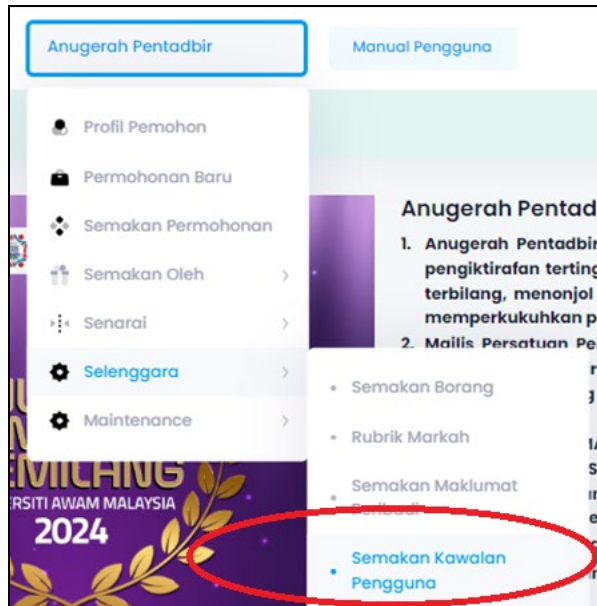 Anugerah Pentadbir
Manual Pengguna
Profil Pemohon
Permohonan Baru
Semakan Permohonan
Semakan Oleh
Senarai
Selenggara
Maintenance
Semakan Borang
Rubrik Markah
Semakan Maklumat
Peribadi
Semakan Kawalan
Pengguna
Anugerah Pentad
1. Anugerah Pentadbir
pengiktirafan terting
terbilang, menonjol
memperkukuhkan p
2. Majlis Persatuan Pe
EMILANG
RSITI AWAM MALAYSIA
2024